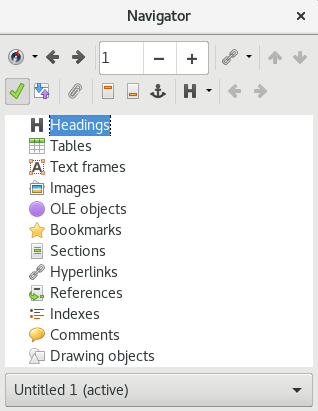 Navigator
1
Headings
Tables
Text frames
Images
OLE objects
Bookmarks
Sections
Hyperlinks
References
Indexes
Comments
Drawing objects
Untitled 1 (active)